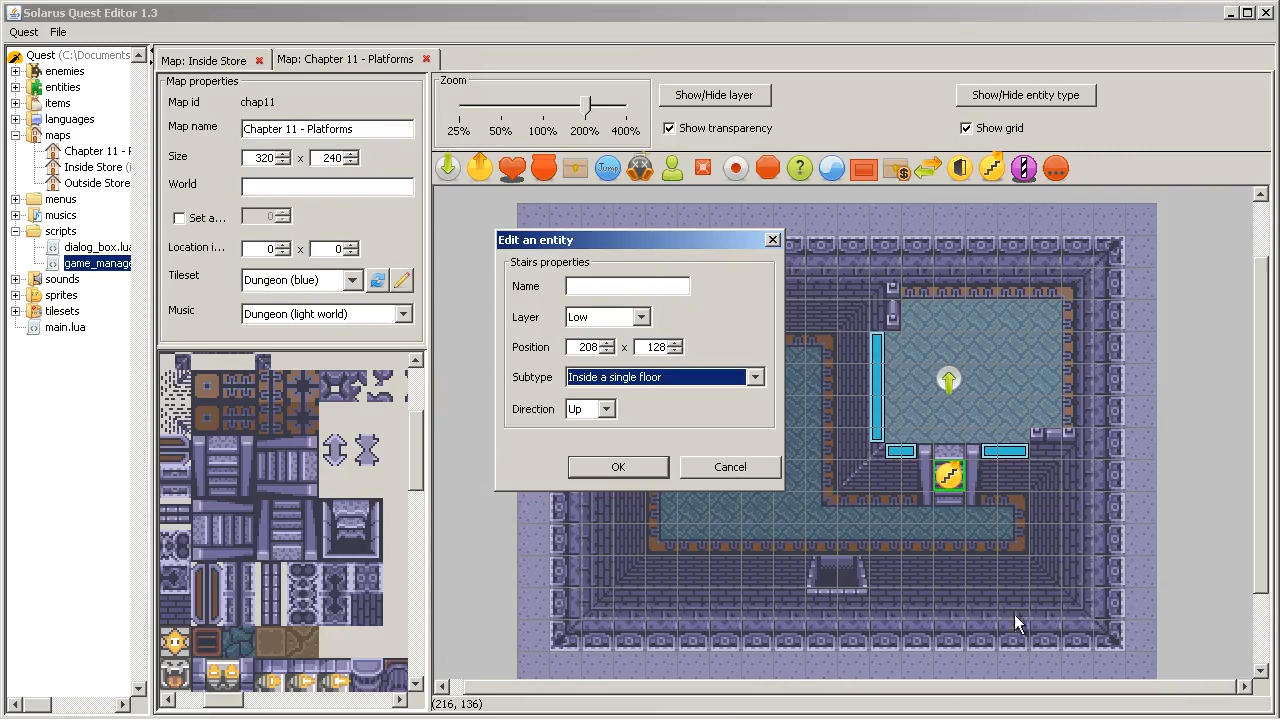 Solarus Quest Editor 1.3
Quest File
Quest (C:\Documents
enemies
entities
items
languages
maps
Chapter 11 - F
Inside Store (
Outside Store
menus
musics
scripts
dialog_box.lua
game_manage
sounds
sprites
tilesets
main.lua
Map: Inside Store
Map: Chapter 11 - Platforms
Map properties
Map id chap11
Map name Chapter 11 - Platforms
Size 320 x 240
World
Set a... 0
Location i... 0 x 0
Tileset Dungeon (blue)
Music Dungeon (light world)
Zoom
25% 50% 100% 200% 400%
Show/Hide layer
Show transparency
Show/Hide entity type
Show grid
Jump
Edit an entity
Stairs properties
Name
Layer Low
Position 208 x 128
Subtype Inside a single floor
Direction Up
OK Cancel
(216, 136)